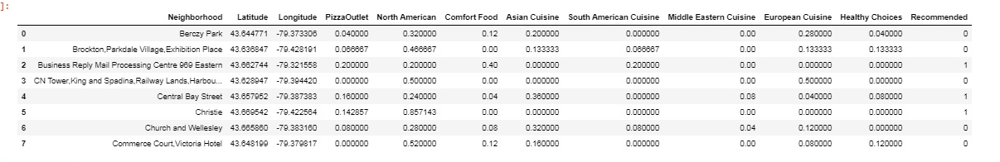 ]:
Neighborhood Latitude Longitude PizzaOutlet North American Comfort Food Asian Cuisine South American Cuisine Middle Eastern Cuisine European Cuisine Healthy Choices Recommended
0 Berczy Park 43.644771 -79.373306 0.040000 0.320000 0.12 0.200000 0.000000 0.00 0.280000 0.040000 0
1 Brockton,Parkdale Village,Exhibition Place 43.636847 -79.428191 0.066667 0.466667 0.00 0.133333 0.066667 0.00 0.133333 0.133333 0
2 Business Reply Mail Processing Centre 969 Eastern 43.662744 -79.321558 0.200000 0.200000 0.40 0.000000 0.200000 0.00 0.000000 0.000000 1
3 CN Tower,King and Spadina,Railway Lands,Harbou... 43.628947 -79.394420 0.000000 0.500000 0.00 0.000000 0.000000 0.00 0.500000 0.000000 0
4 Central Bay Street 43.657952 -79.387383 0.160000 0.240000 0.04 0.360000 0.000000 0.08 0.040000 0.080000 1
5 Christie 43.669542 -79.422564 0.142857 0.857143 0.00 0.000000 0.000000 0.00 0.000000 0.000000 1
6 Church and Wellesley 43.665860 -79.383160 0.080000 0.280000 0.08 0.320000 0.080000 0.04 0.120000 0.000000 0
7 Commerce Court,Victoria Hotel 43.648199 -79.379817 0.000000 0.520000 0.12 0.160000 0.000000 0.00 0.080000 0.120000 0